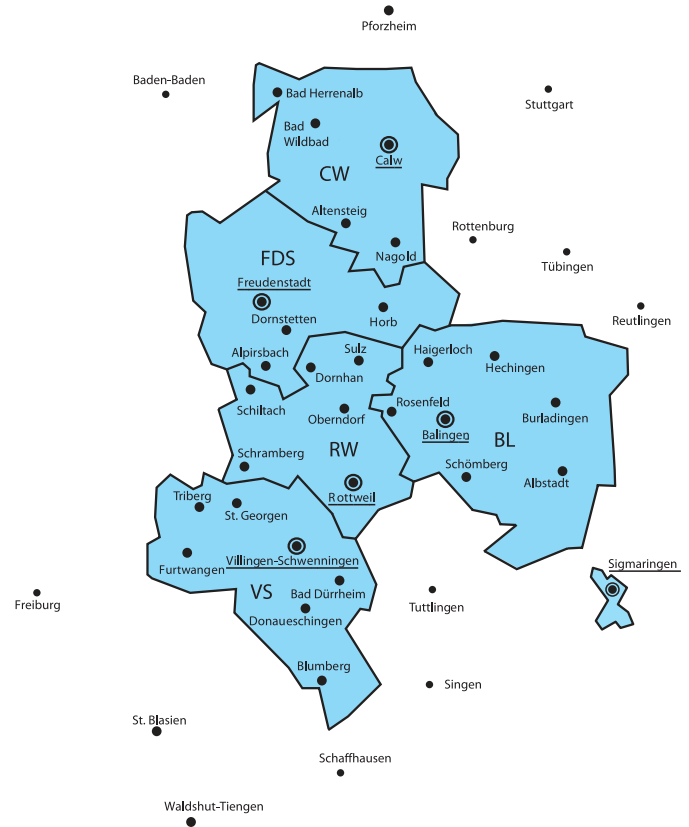 Pforzheim
Baden-Baden
Stuttgart
Bad Herrenalb
Bad
Wildbad
Calw
CW
Altensteig
Rottenburg
Nagold
Tübingen
FDS
Freudenstadt
Reutlingen
Dornstetten
Horb
Sulz
Haigerloch
Hechingen
Alpirsbach
Dornhan
Schiltach
Rosenfeld
Oberndorf
Burladingen
Balingen
BL
RW
Schramberg
Schömberg
Albstadt
Rottweil
Triberg
St. Georgen
Villingen-Schwenningen
Furtwangen
Sigmaringen
VS
Bad Dürrheim
Freiburg
Tuttlingen
Donaueschingen
Blumberg
Singen
St. Blasien
Schaffhausen
Waldshut-Tiengen